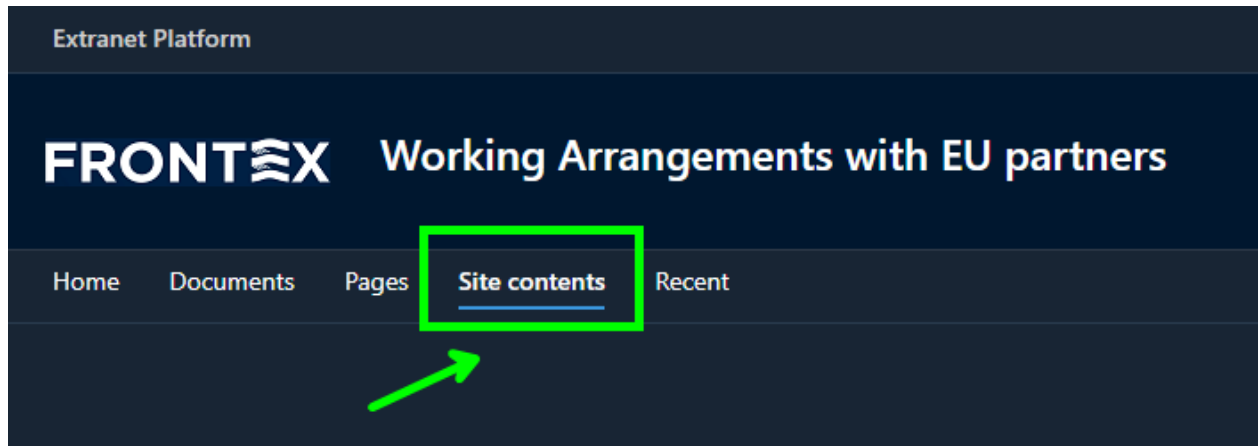 Extranet Platform
FRONTEX Working Arrangements with EU partners
Home Documents Pages Site contents Recent